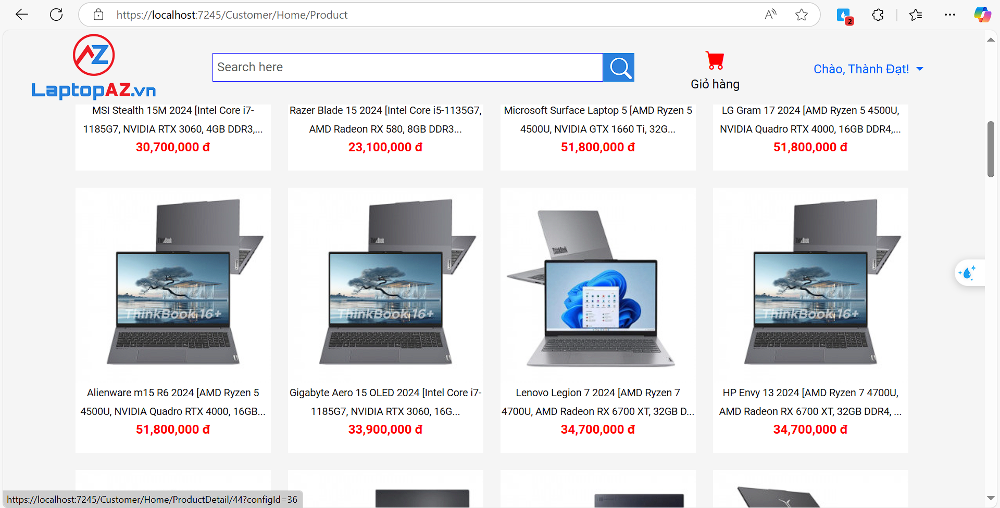 https://localhost:7245/Customer/Home/Product
2
AZ
LaptopAZ.vn
Search here
Giỏ hàng
Chào, Thành Đạt!
MSI Stealth 15M 2024 [Intel Core i7-
1185G7, NVIDIA RTX 3060, 4GB DDR3,...
30,700,000 đ
Razer Blade 15 2024 [Intel Core i5-1135G7,
AMD Radeon RX 580, 8GB DDR3...
23,100,000 đ
Microsoft Surface Laptop 5 [AMD Ryzen 5
4500U, NVIDIA GTX 1660 Ti, 32G...
51,800,000 đ
LG Gram 17 2024 [AMD Ryzen 5 4500U,
NVIDIA Quadro RTX 4000, 16GB DDR4,...
51,800,000 đ
ThinkBook
ThinkBook 16+
Alienware m15 R6 2024 [AMD Ryzen 5
4500U, NVIDIA Quadro RTX 4000, 16GB...
51,800,000 đ
ThinkBook
ThinkBook 16+
Gigabyte Aero 15 OLED 2024 [Intel Core i7-
1185G7, NVIDIA RTX 3060, 16G...
33,900,000 đ
ThinkBook
Lenovo Legion 7 2024 [AMD Ryzen 7
4700U, AMD Radeon RX 6700 XT, 32GB D...
34,700,000 đ
ThinkBook
ThinkBook 16+
HP Envy 13 2024 [AMD Ryzen 7 4700U,
AMD Radeon RX 6700 XT, 32GB DDR4, ...
34,700,000 đ
https://localhost:7245/Customer/Home/ProductDetail/44?configId=36